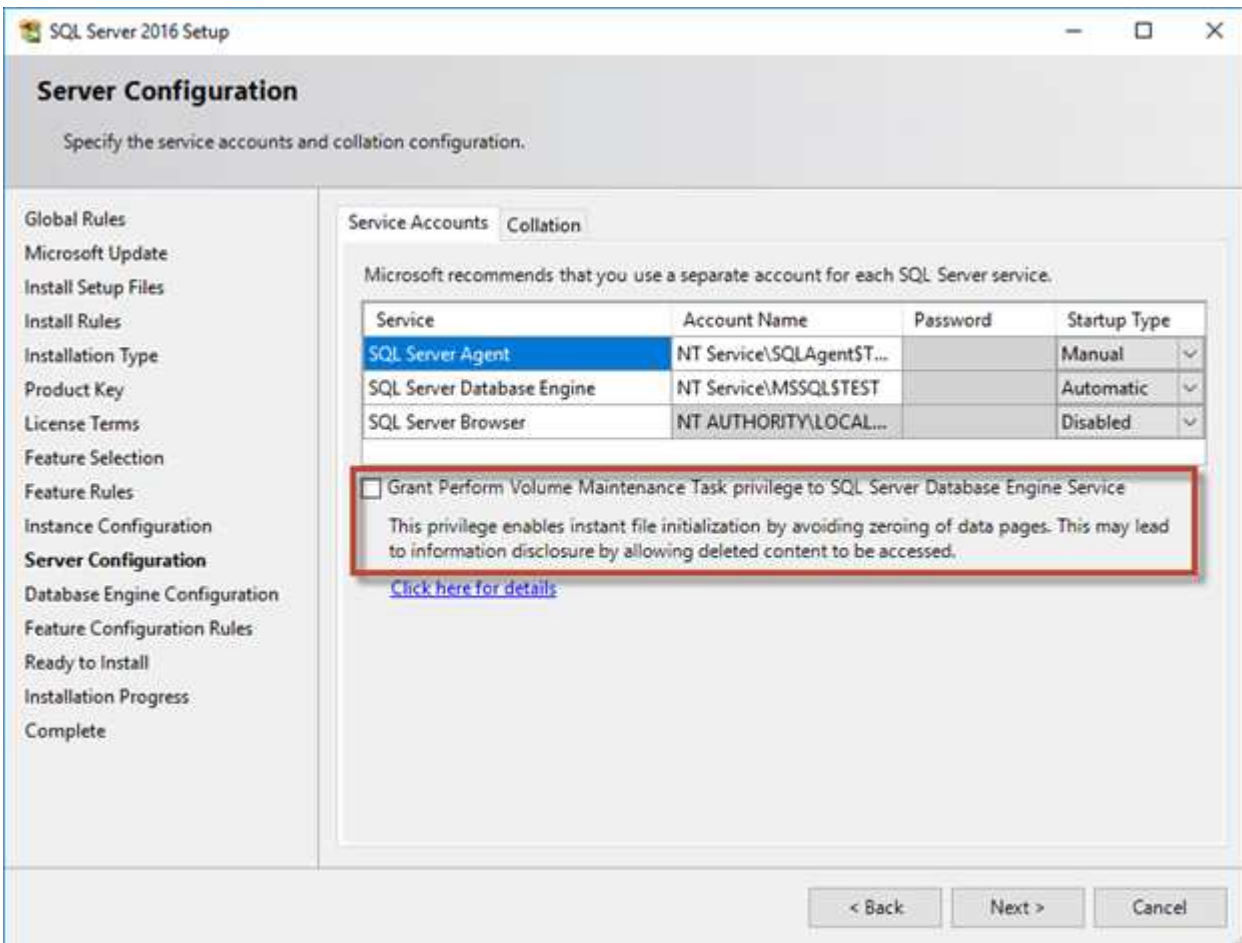 SQL Server 2016 Setup
Server Configuration
Specify the service accounts and collation configuration.
Global Rules
Microsoft Update
Install Setup Files
Install Rules
Installation Type
Product Key
License Terms
Feature Selection
Feature Rules
Instance Configuration
Server Configuration
Database Engine Configuration
Feature Configuration Rules
Ready to Install
Installation Progress
Complete
Service Accounts Collation
Microsoft recommends that you use a separate account for each SQL Server service.
Service Account Name Password Startup Type
SQL Server Agent NT Service\SQLAgent$T... Manual
SQL Server Database Engine NT Service\MSSQL$TEST Automatic
SQL Server Browser NT AUTHORITY\LOCAL... Disabled
Grant Perform Volume Maintenance Task privilege to SQL Server Database Engine Service
This privilege enables instant file initialization by avoiding zeroing of data pages. This may lead
to information disclosure by allowing deleted content to be accessed.
Click here for details
< Back Next > Cancel